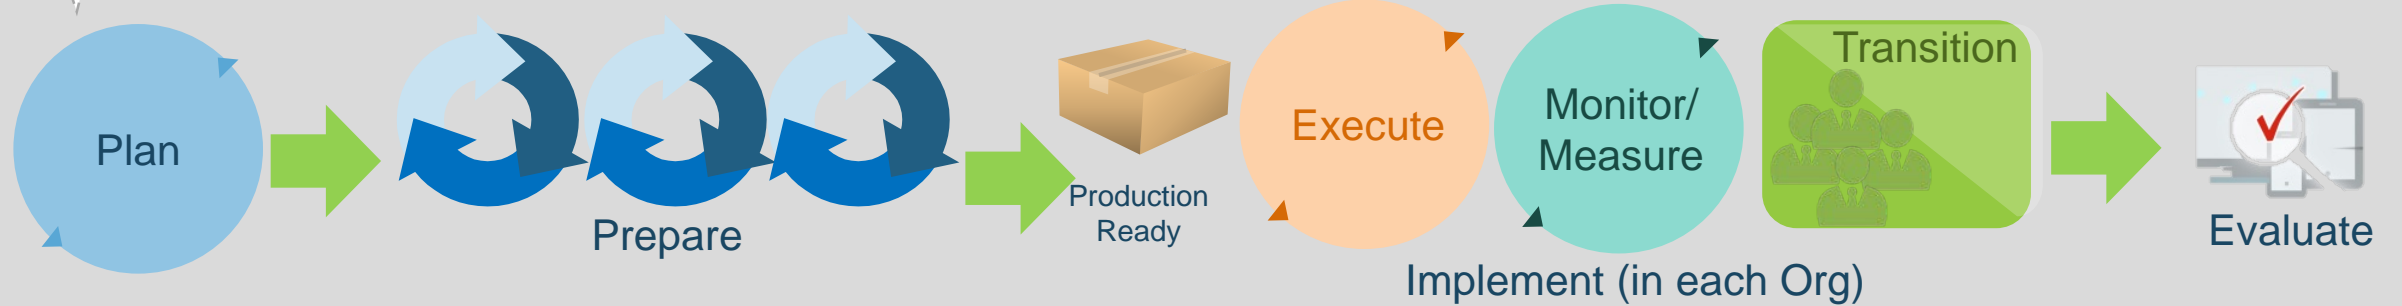 Plan
Prepare
Production
Ready
Execute
Monitor/
Measure
Transition
Implement (in each Org)
Evaluate